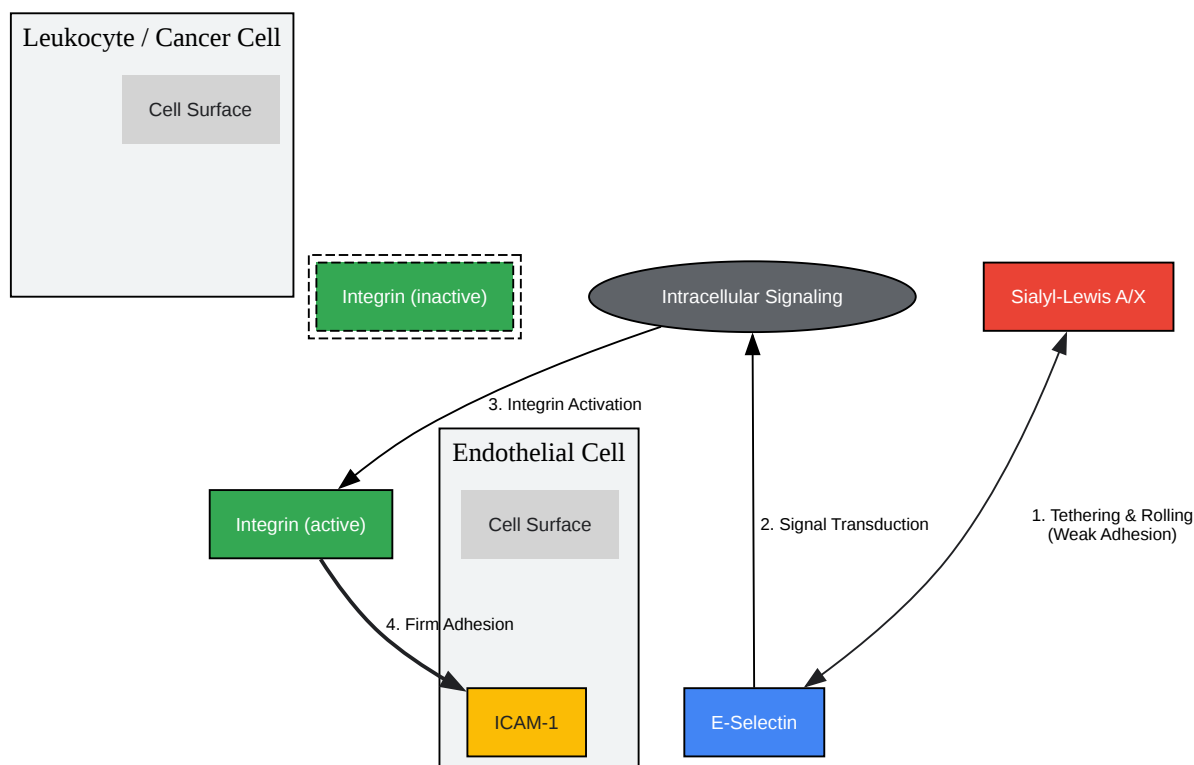 Leukocyte / Cancer Cell
Cell Surface
Integrin (inactive)
Intracellular Signaling
Sialyl-Lewis A/X
3. Integrin Activation
Endothelial Cell
Cell Surface
Integrin (active)
2. Signal Transduction
1. Tethering & Rolling
(Weak Adhesion)
4. Firm Adhesion
ICAM-1
E-Selectin